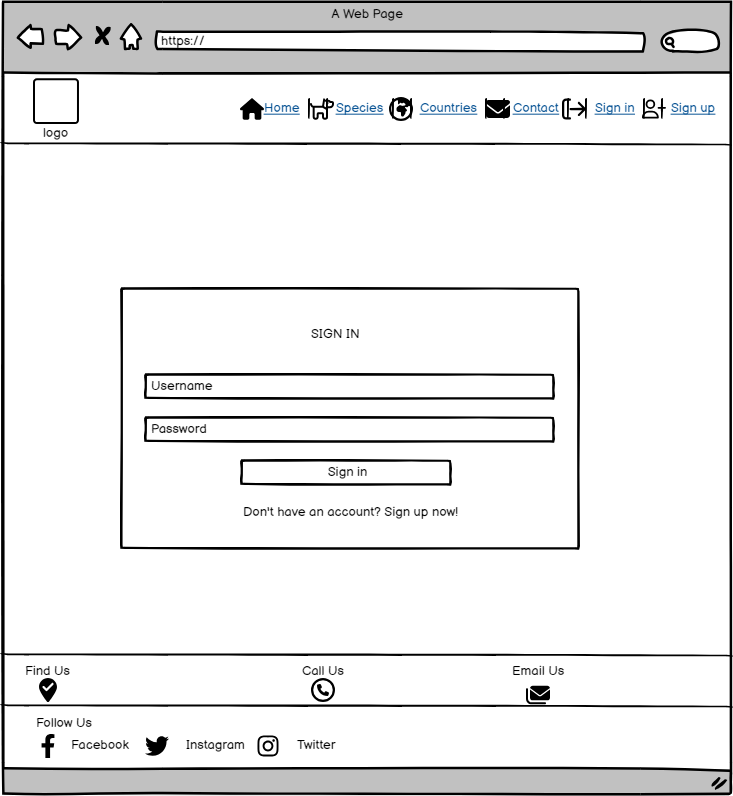 A Web Page
https://
logo
Home Species Countries Contact Sign in Sign up
SIGN IN
Username
Password
Sign in
Don't have an account? Sign up now!
Find Us Call Us Email Us
Follow Us
Facebook Instagram Twitter